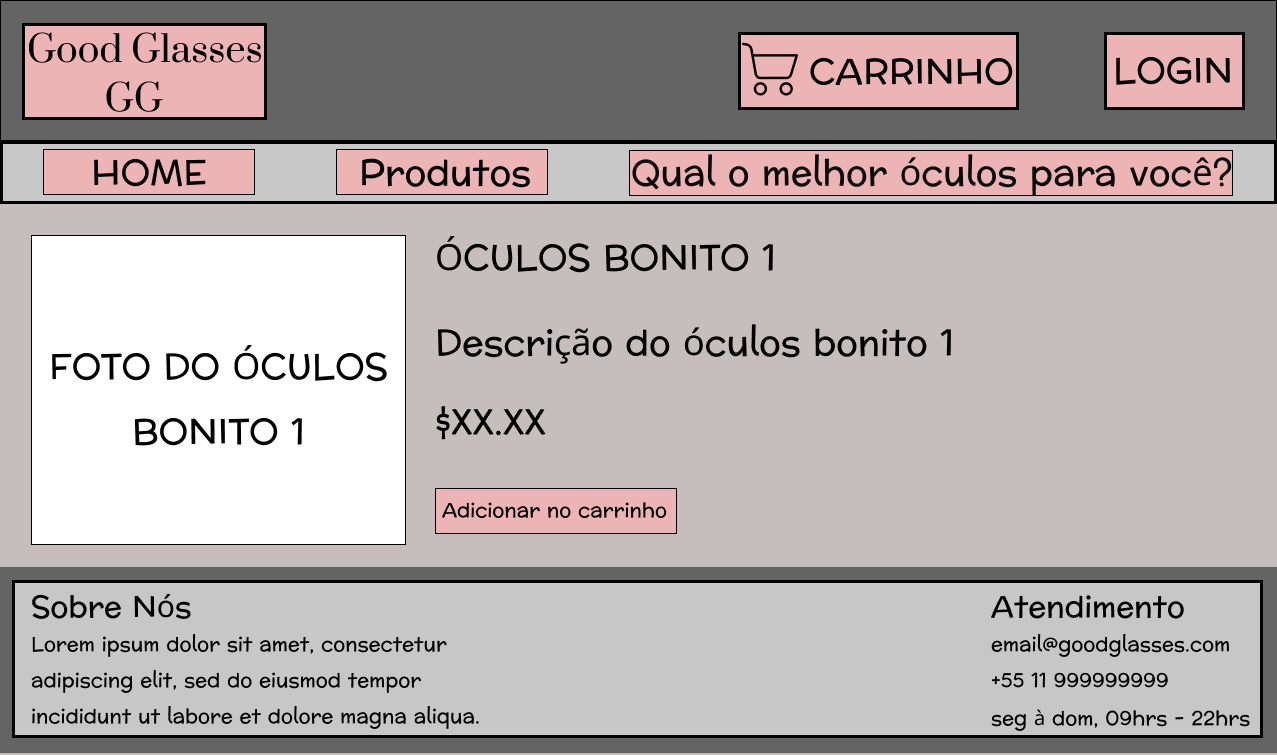 Good Glasses
GG
CARRINHO
LOGIN
HOME
Produtos
Qual o melhor óculos para você?
FOTO DO ÓCULOS
BONITO 1
ÓCULOS BONITO 1
Descrição do óculos bonito 1
$XX.XX
Adicionar no carrinho
Sobre Nós
Lorem ipsum dolor sit amet, consectetur
adipiscing elit, sed do eiusmod tempor
incididunt ut labore et dolore magna aliqua.
Atendimento
email@goodglasses.com
+55 11 999999999
seg à dom, 09hrs - 22hrs